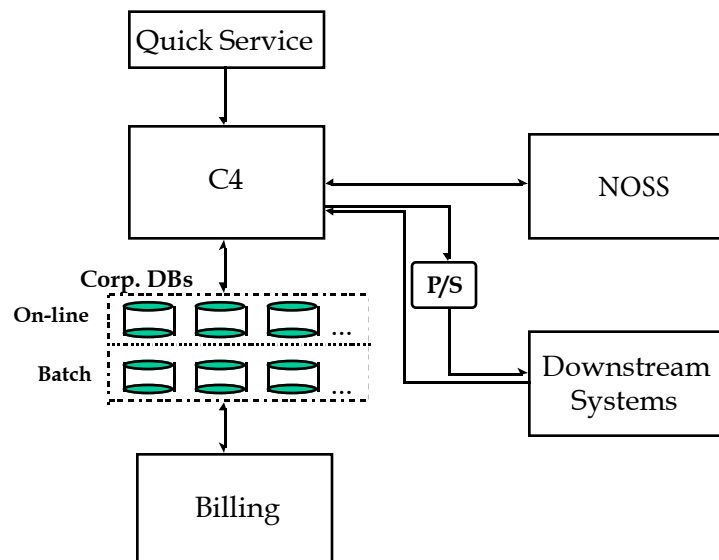 Quick Service
C4
NOSS
Corp. DBs
P/S
On-line
...
Batch
...
Downstream
Systems
Billing